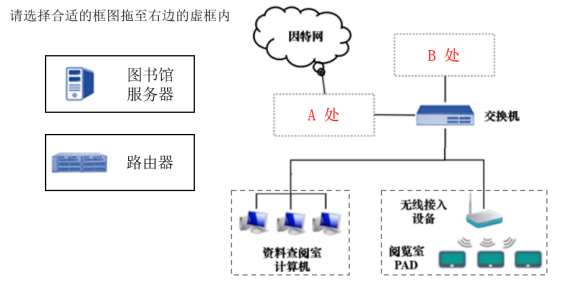 请选择合适的框图拖至右边的虚框内
因特网
B 处
图书馆
服务器
A 处
交换机
路由器
无线接入
设备
资料查阅室
计算机
阅览室
PAD